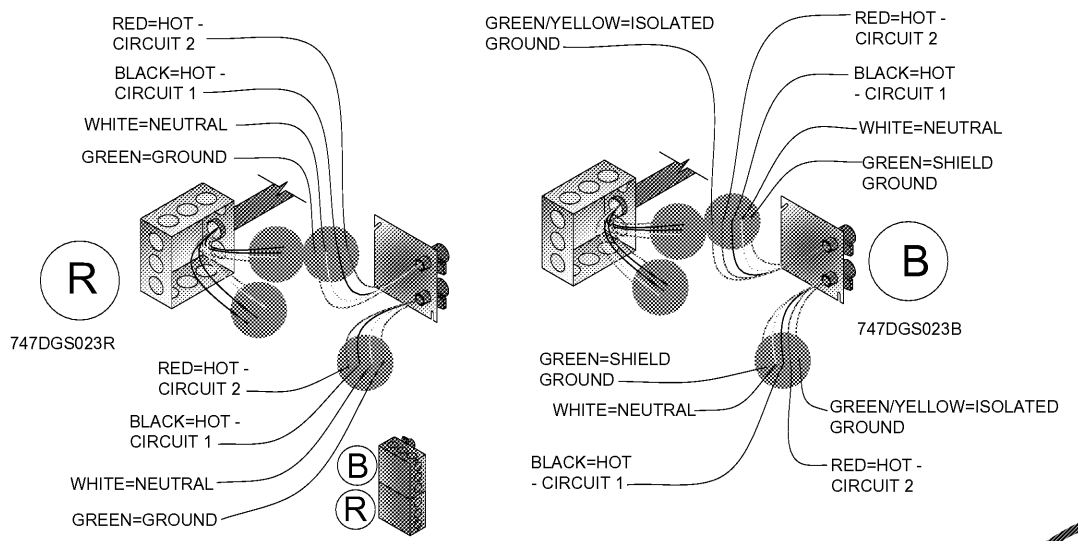 RED=HOT -
CIRCUIT 2
BLACK=HOT -
CIRCUIT 1
WHITE=NEUTRAL
GREEN=GROUND
R
747DGS023R
RED=HOT -
CIRCUIT 2
BLACK=HOT -
CIRCUIT 1
WHITE=NEUTRAL
GREEN=GROUND
B
R
GREEN/YELLOW=ISOLATED
GROUND
RED=HOT -
CIRCUIT 2
BLACK=HOT
- CIRCUIT 1
WHITE=NEUTRAL
GREEN=SHIELD
GROUND
B
747DGS023B
GREEN=SHIELD
GROUND
WHITE=NEUTRAL
BLACK=HOT
- CIRCUIT 1
GREEN/YELLOW=ISOLATED
GROUND
RED=HOT -
CIRCUIT 2